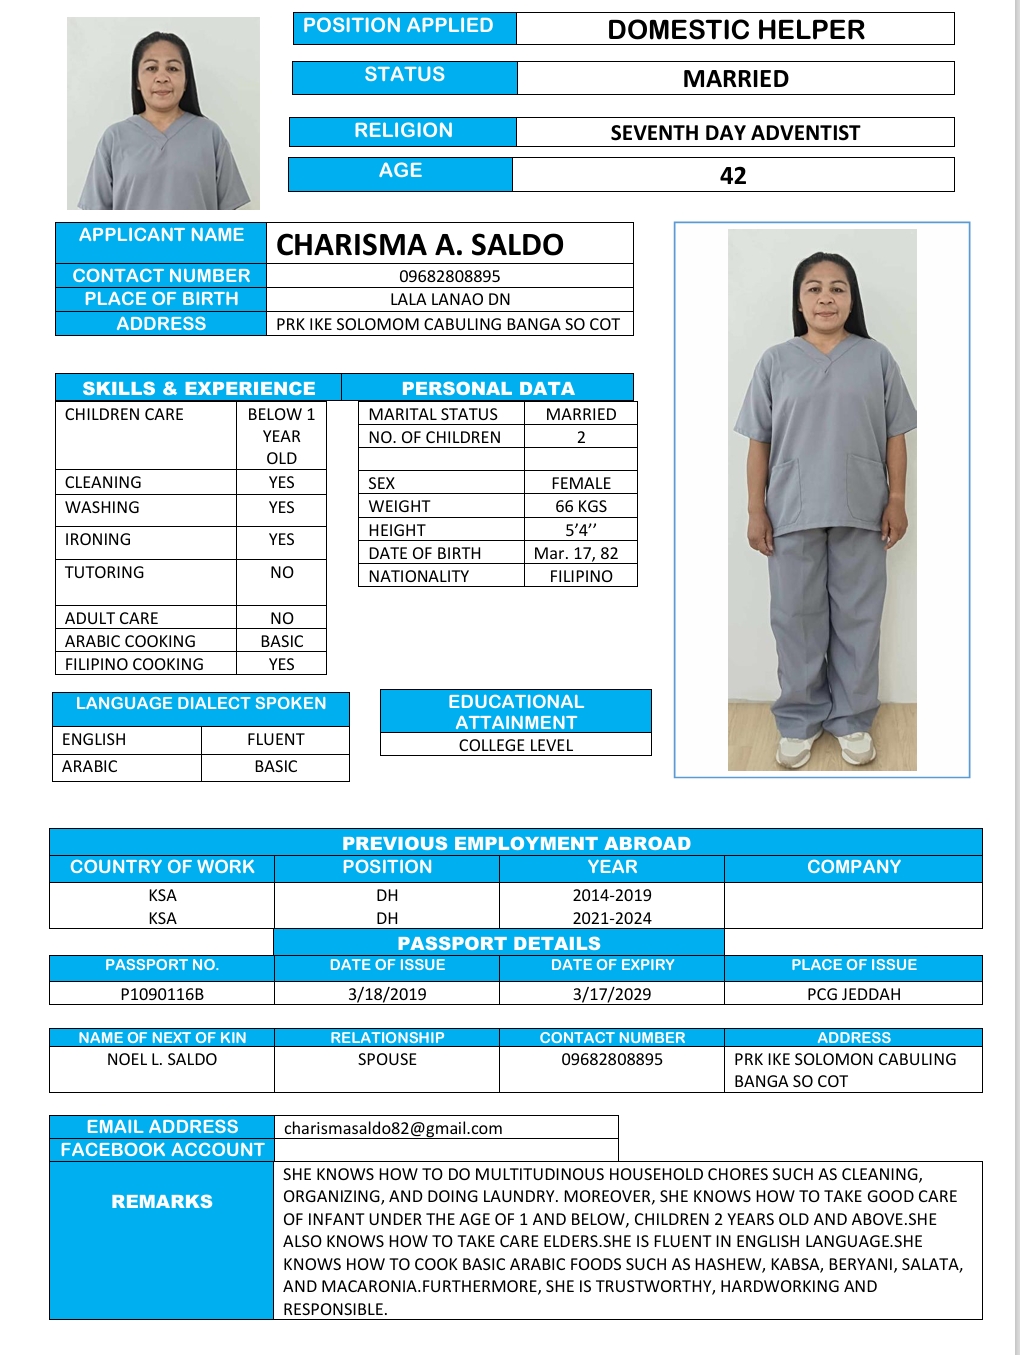 POSITION APPLIED DOMESTIC HELPER
STATUS MARRIED
RELIGION SEVENTH DAY ADVENTIST
AGE 42
APPLICANT NAME CHARISMA A. SALDO
CONTACT NUMBER 09682808895
PLACE OF BIRTH LALA LANAO DN
ADDRESS PRK IKE SOLOMOM CABULING BANGA SO COT
SKILLS & EXPERIENCE
CHILDREN CARE BELOW 1
YEAR
OLD
CLEANING YES
WASHING YES
IRONING YES
TUTORING NO
ADULT CARE NO
ARABIC COOKING BASIC
FILIPINO COOKING YES
PERSONAL DATA
MARITAL STATUS MARRIED
NO. OF CHILDREN 2
SEX FEMALE
WEIGHT 66 KGS
HEIGHT 5’4’’
DATE OF BIRTH Mar. 17, 82
NATIONALITY FILIPINO
LANGUAGE DIALECT SPOKEN
ENGLISH FLUENT
ARABIC BASIC
EDUCATIONAL
ATTAINMENT
COLLEGE LEVEL
PREVIOUS EMPLOYMENT ABROAD
COUNTRY OF WORK POSITION YEAR COMPANY
KSA DH 2014-2019
KSA DH 2021-2024
PASSPORT DETAILS
PASSPORT NO. DATE OF ISSUE DATE OF EXPIRY PLACE OF ISSUE
P1090116B 3/18/2019 3/17/2029 PCG JEDDAH
NAME OF NEXT OF KIN RELATIONSHIP CONTACT NUMBER ADDRESS
NOEL L. SALDO SPOUSE 09682808895 PRK IKE SOLOMON CABULING
BANGA SO COT
EMAIL ADDRESS charismasaldo82@gmail.com
FACEBOOK ACCOUNT
REMARKS
SHE KNOWS HOW TO DO MULTITUDINOUS HOUSEHOLD CHORES SUCH AS CLEANING,
ORGANIZING, AND DOING LAUNDRY. MOREOVER, SHE KNOWS HOW TO TAKE GOOD CARE
OF INFANT UNDER THE AGE OF 1 AND BELOW, CHILDREN 2 YEARS OLD AND ABOVE.SHE
ALSO KNOWS HOW TO TAKE CARE ELDERS.SHE IS FLUENT IN ENGLISH LANGUAGE.SHE
KNOWS HOW TO COOK BASIC ARABIC FOODS SUCH AS HASHEW, KABSA, BERYANI, SALATA,
AND MACARONIA.FURTHERMORE, SHE IS TRUSTWORTHY, HARDWORKING AND
RESPONSIBLE.